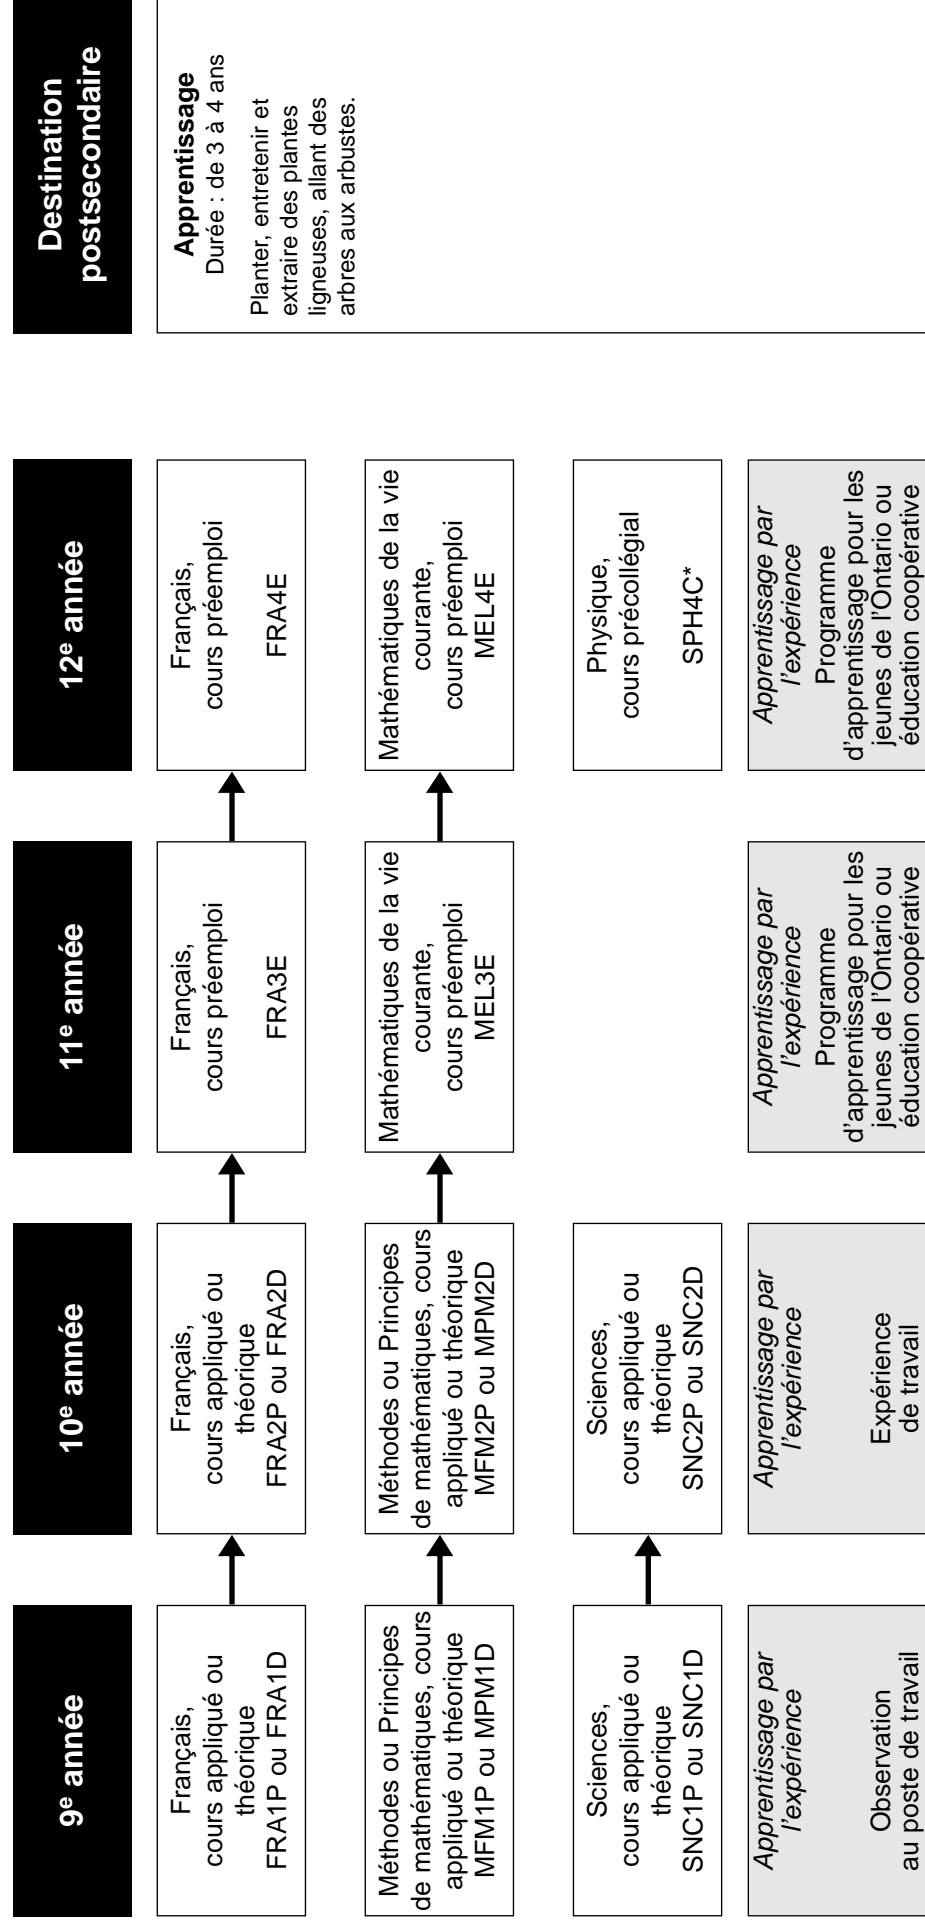 9e année
10e année
11e année
12e année
Destination
postsecondaire
Français,
cours appliqué ou
théorique
FRA1P ou FRA1D
Français,
cours appliqué ou
théorique
FRA2P ou FRA2D
Français,
cours préemploi
FRA3E
Français,
cours préemploi
FRA4E
Apprentissage
Durée : de 3 à 4 ans
Planter, entretenir et
extraire des plantes
ligneuses, allant des
arbres aux arbustes.
Méthodes ou Principes
de mathématiques, cours
appliqué ou théorique
MFM1P ou MPM1D
Méthodes ou Principes
de mathématiques, cours
appliqué ou théorique
MFM2P ou MPM2D
Mathématiques de la vie
courante,
cours préemploi
MEL3E
Mathématiques de la vie
courante,
cours préemploi
MEL4E
Sciences,
cours appliqué ou
théorique
SNC1P ou SNC1D
Sciences,
cours appliqué ou
théorique
SNC2P ou SNC2D
Physique,
cours précollégial
SPH4C*
Apprentissage par
l'expérience
Observation
au poste de travail
Apprentissage par
l'expérience
Expérience
de travail
Apprentissage par
l'expérience
Programme
d'apprentissage pour les
jeunes de l'Ontario ou
éducation coopérative
Apprentissage par
l'expérience
Programme
d'apprentissage pour les
jeunes de l'Ontario ou
éducation coopérative